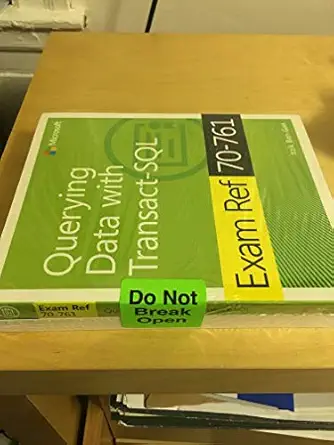 Microsoft
Querying
Data with
Transact-SQL
Exam Ref 70-761
Itzik Ben-Gan
Exam Ref
70-761
Do Not
Break
Open